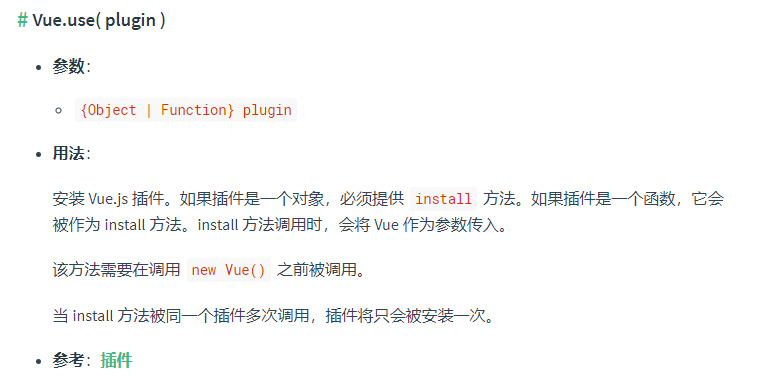 # Vue.use( plugin )
参数：
{Object | Function} plugin
用法：
安装 Vue.js 插件。如果插件是一个对象，必须提供 install 方法。如果插件是一个函数，它会
被作为 install 方法。install 方法调用时，会将 Vue 作为参数传入。
该方法需要在调用 new Vue() 之前被调用。
当 install 方法被同一个插件多次调用，插件将只会被安装一次。
参考：插件